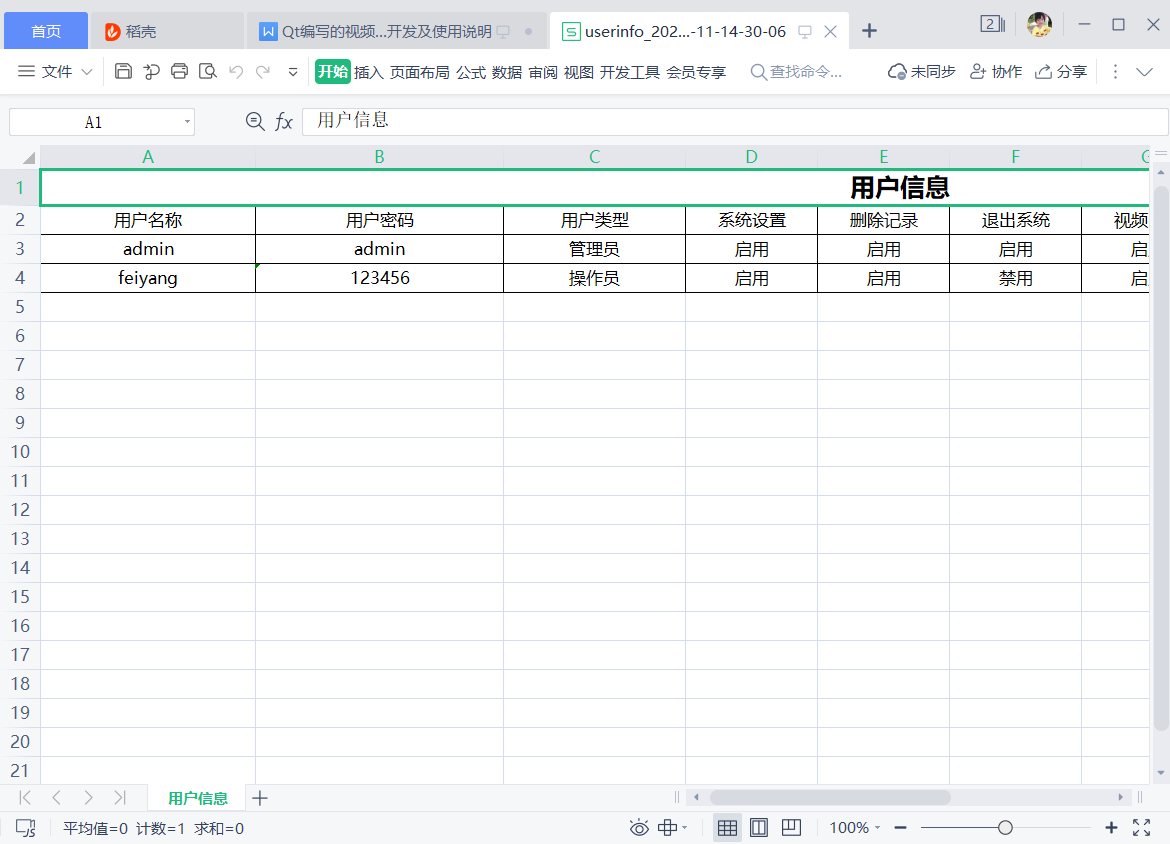 首页 稻壳 Qt编写的视频...开发及使用说明 userinfo_202...-11-14-30-06 2
文件 开始 插入 页面布局 公式 数据 审阅 视图 开发工具 会员专享 查找命令... 未同步 协作 分享
A1 fx 用户信息
A B C D E F
1 用户信息
2 用户名称 用户密码 用户类型 系统设置 删除记录 退出系统 视频
3 admin admin 管理员 启用 启用 启用 启
4 feiyang 123456 操作员 启用 启用 禁用 启
5
6
7
8
9
10
11
12
13
14
15
16
17
18
19
20
21
用户信息
平均值=0 计数=1 求和=0 100%